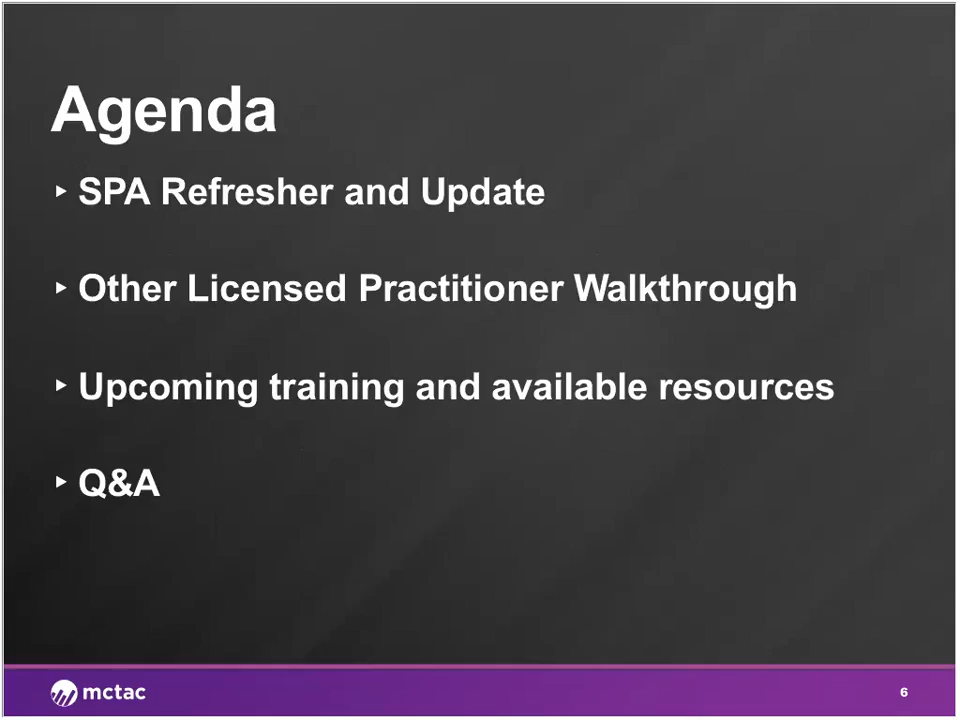 Agenda
‣ SPA Refresher and Update
‣ Other Licensed Practitioner Walkthrough
‣ Upcoming training and available resources
‣ Q&A
mctac
6